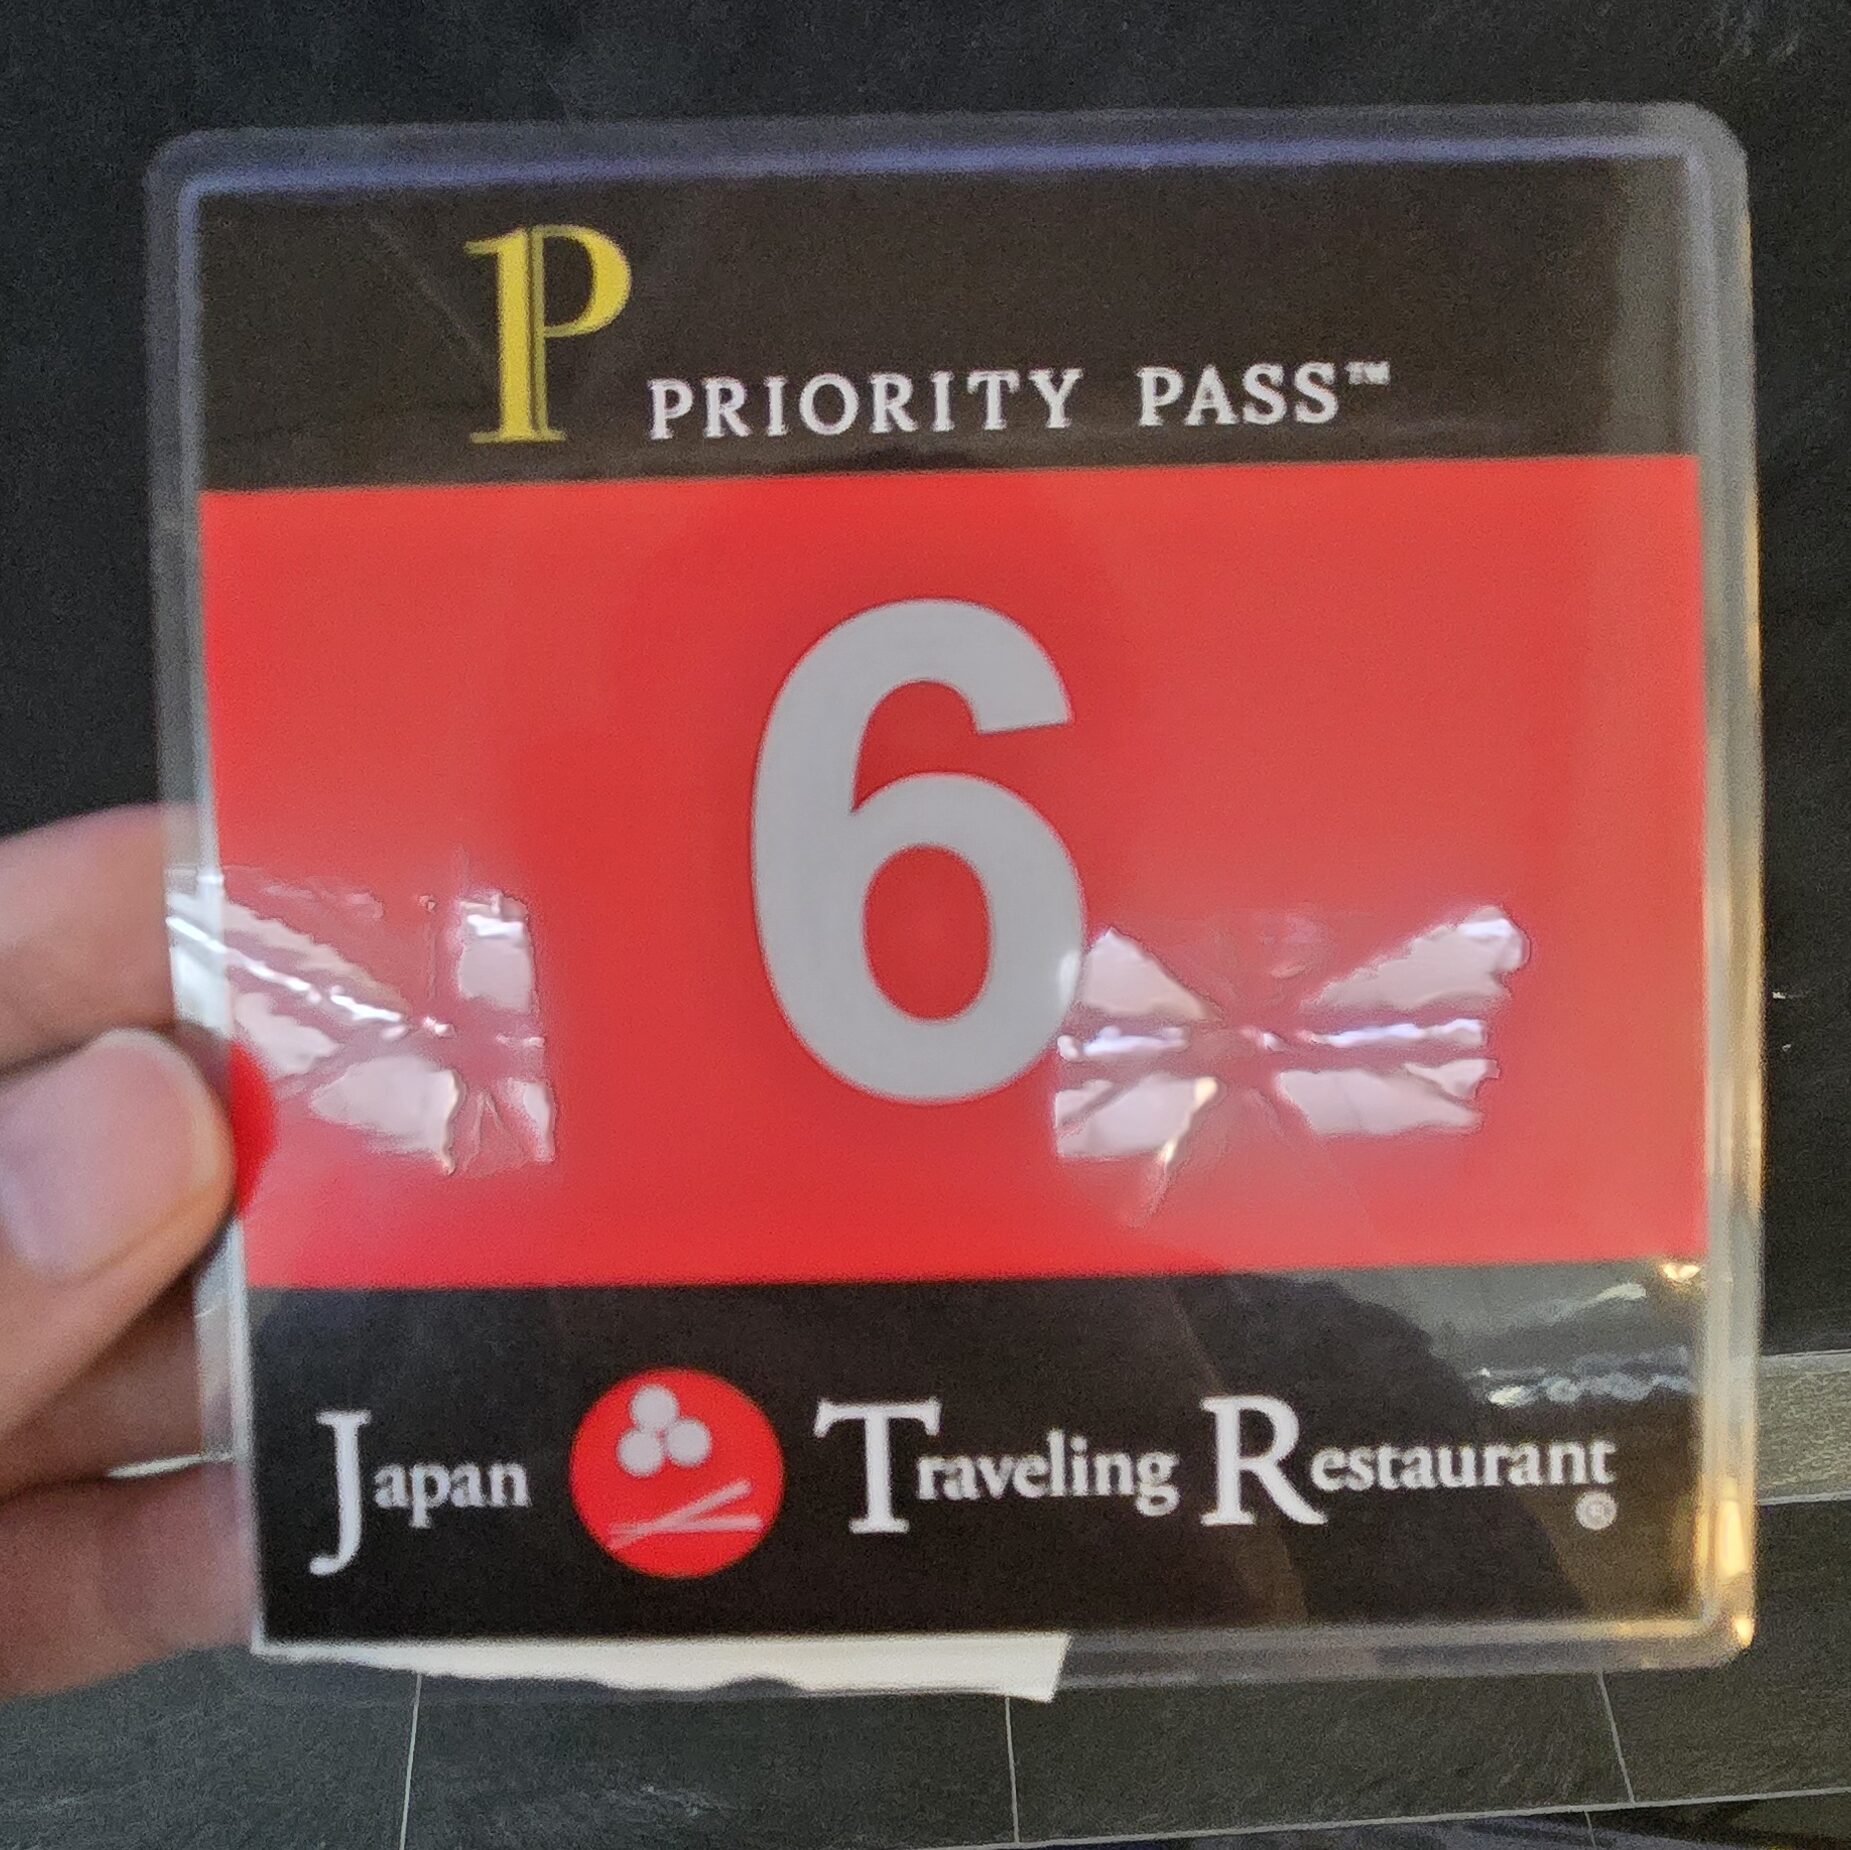 P PRIORITY PASS™
6
Japan Traveling Restaurant®